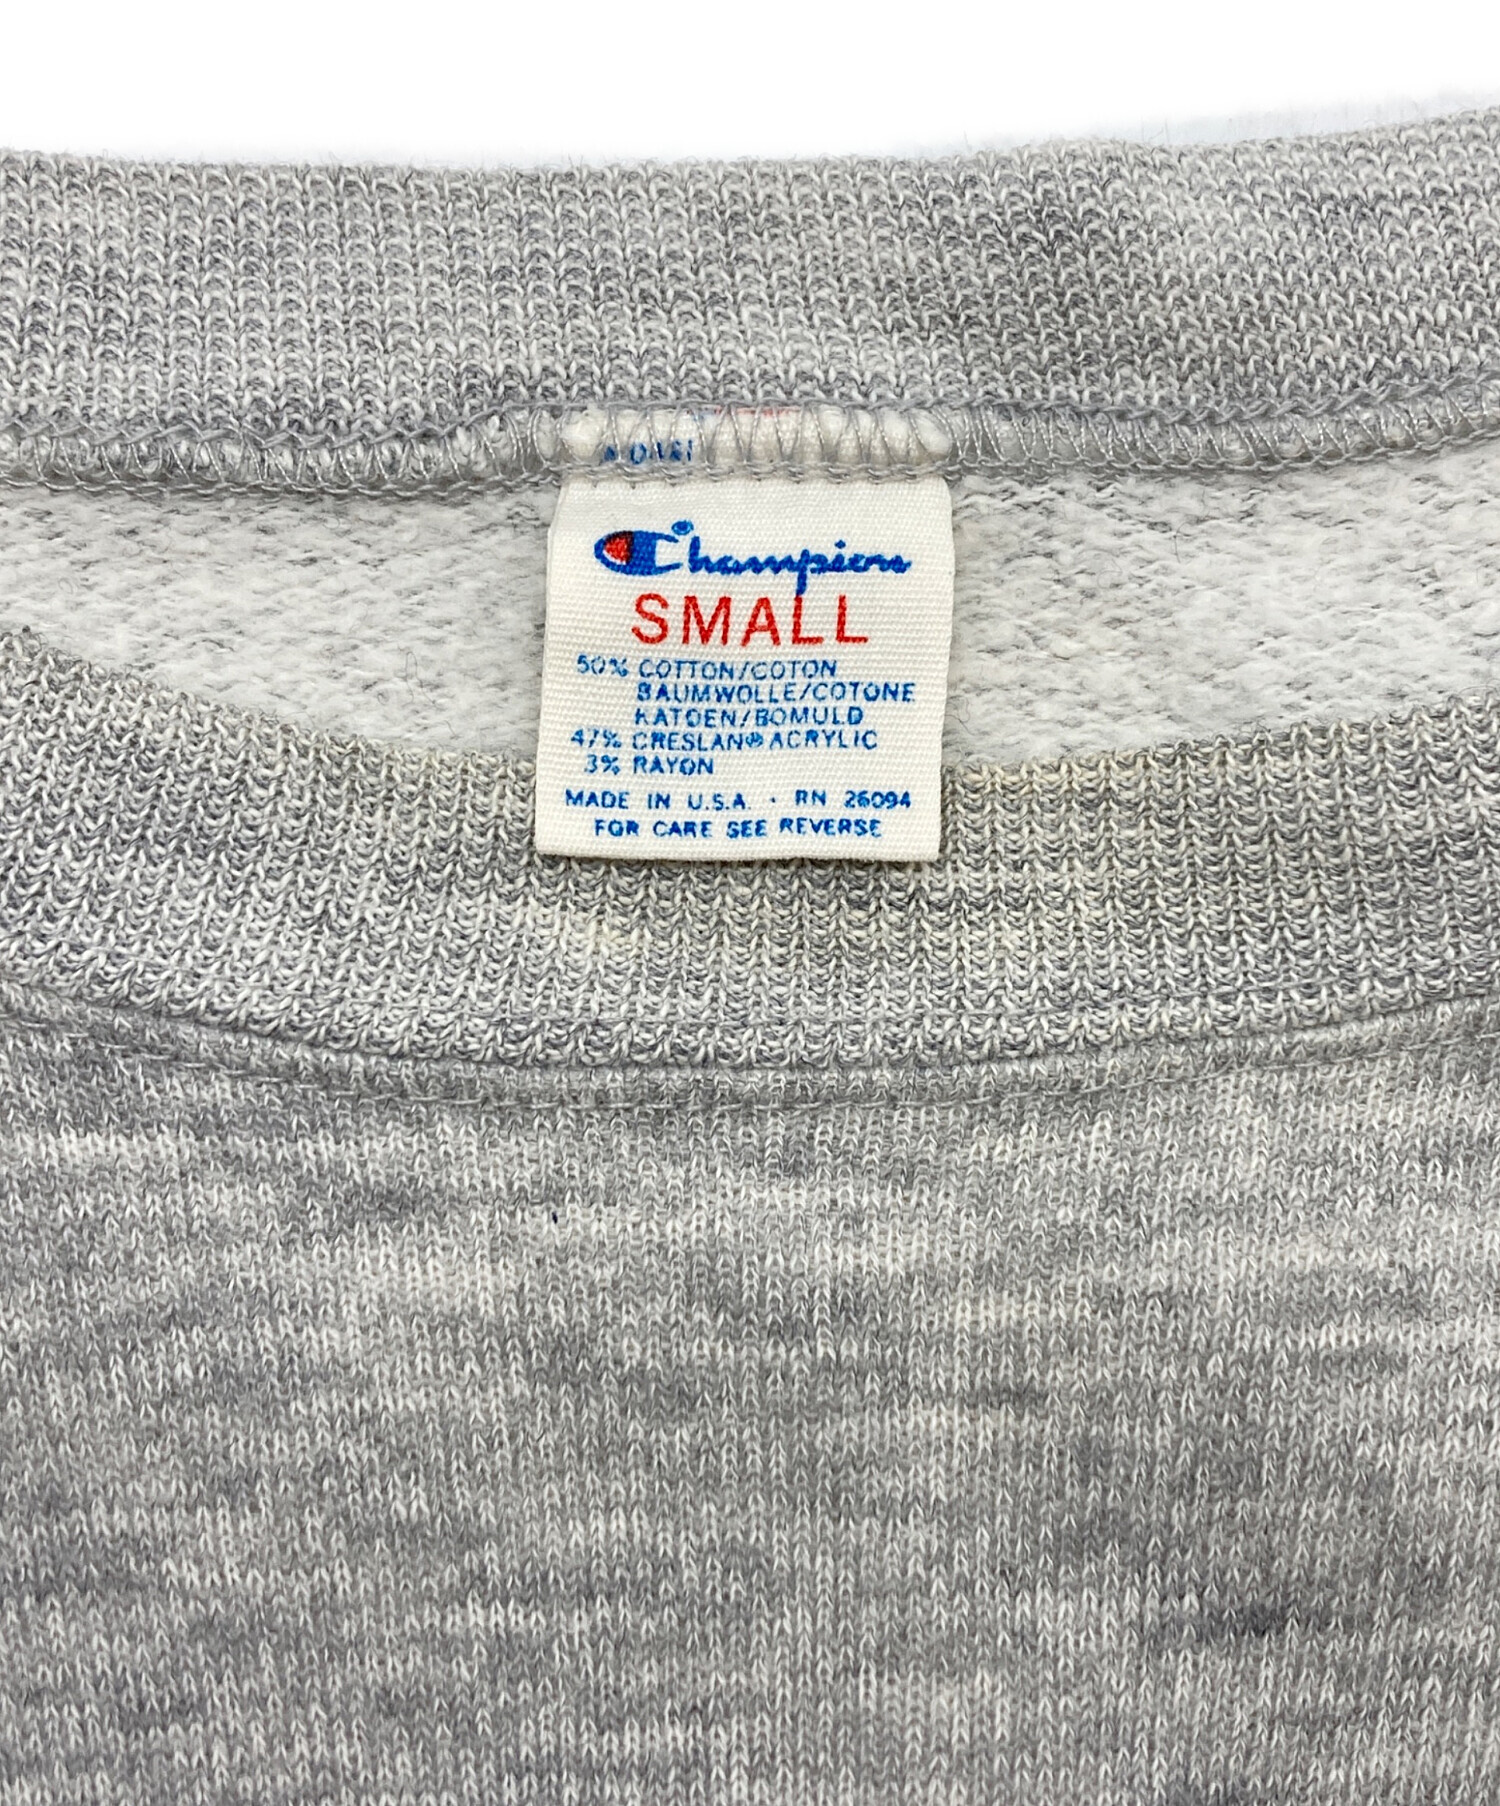 Champion
SMALL
50% COTTON/COTON
BAUMWOLLE/COTONE
KATOEN/BOMULD
47% CRESLAN® ACRYLIC
3% RAYON
MADE IN U.S.A. · RN 26094
FOR CARE SEE REVERSE